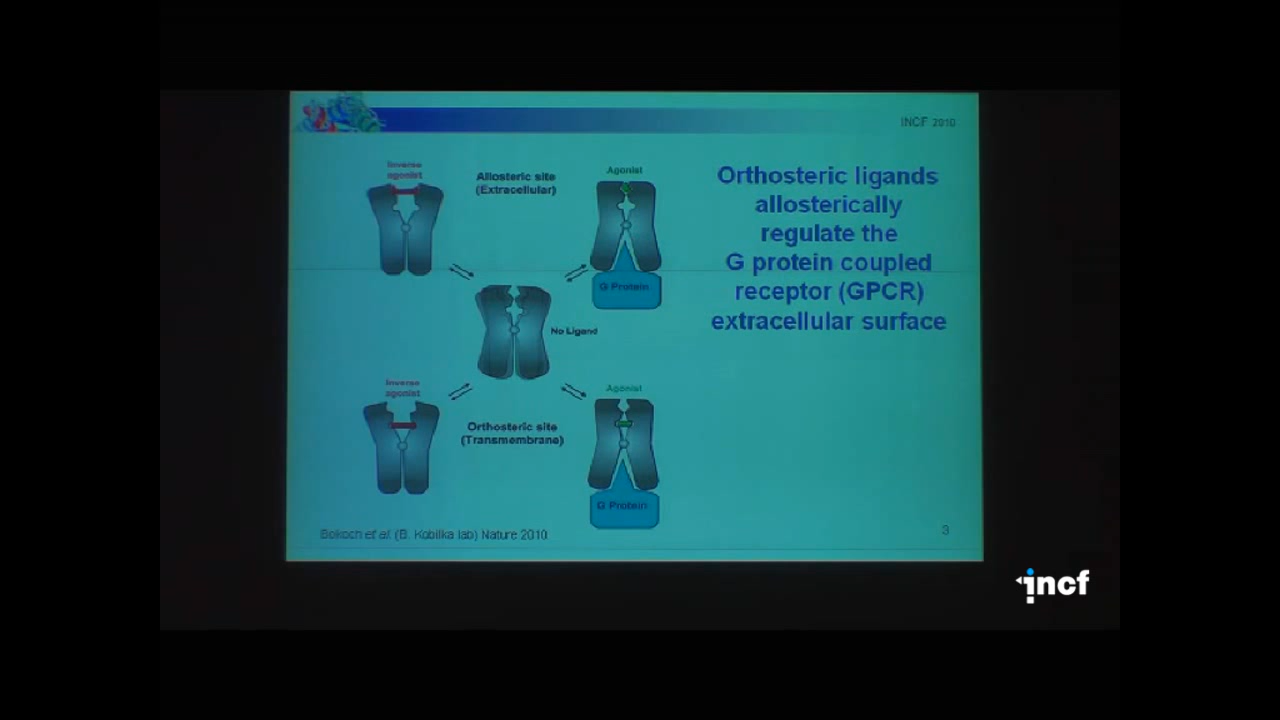 INCF 2010
Inverse
agonist
Allosteric site
(Extracellular)
Agonist
G Protein
No Ligand
Inverse
agonist
Orthosteric site
(Transmembrane)
Agonist
G Protein
Orthosteric ligands
allosterically
regulate the
G protein coupled
receptor (GPCR)
extracellular surface
Bokoch et al. (B. Kobilka lab) Nature 2010
3
incf